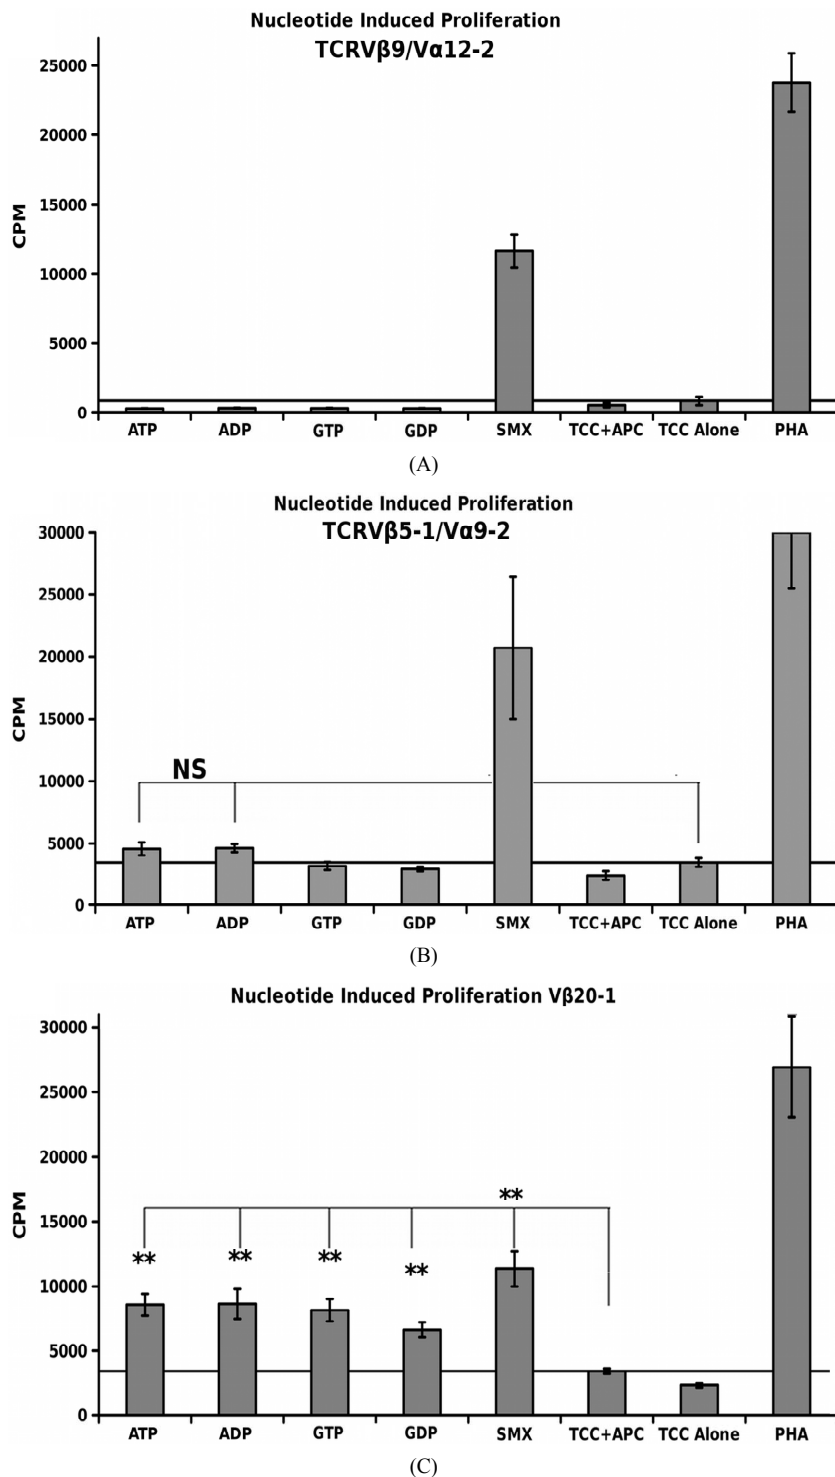 Nucleotide Induced Proliferation
TCRVβ9/Vα12-2
25000
20000
15000
10000
5000
0
CPM
ATP ADP GTP GDP SMX TCC+APC TCC Alone PHA
(A)
Nucleotide Induced Proliferation
TCRVβ5-1/Vα9-2
30000
25000
20000
15000
10000
5000
0
CPM
NS
ATP ADP GTP GDP SMX TCC+APC TCC Alone PHA
(B)
Nucleotide Induced Proliferation Vβ20-1
30000
25000
20000
15000
10000
5000
0
CPM
**
** ** ** **
ATP ADP GTP GDP SMX TCC+APC TCC Alone PHA
(C)